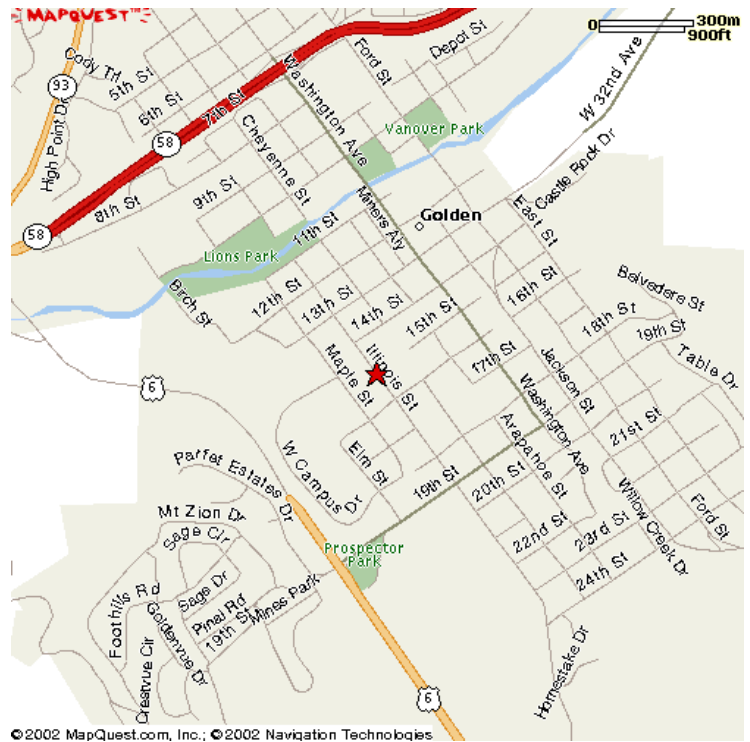 MAPQUEST™
0 300m
900ft
Cody Trl
5th St
6th St
7th St
Washington Ave
Ford St
Depot St
W 32nd Ave
93
High Point Dr
58
Cheyenne St
Vanover Park
8th St
9th St
Miners Aly
Golden
Castle Rock Dr
East St
58
Lions Park
11th St
Birch St
12th St
13th St
14th St
15th St
16th St
Belvedere St
18th St
19th St
Table Dr
6
Maple St
Illinois St
17th St
Jackson St
Washington Ave
Arapahoe St
21st St
Parfet Estates Dr
W Campus Dr
Elm St
19th St
20th St
Willow Creek Dr
Ford St
Mt Zion Dr
Sage Cir
Prospector
Park
22nd St
23rd St
24th St
Foothills Rd
Sage Dr
Pinal Rd
19th St
Mines Park
Goldenvue Dr
Crestvue Cir
6
Homestake Dr
©2002 MapQuest.com, Inc.; ©2002 Navigation Technologies